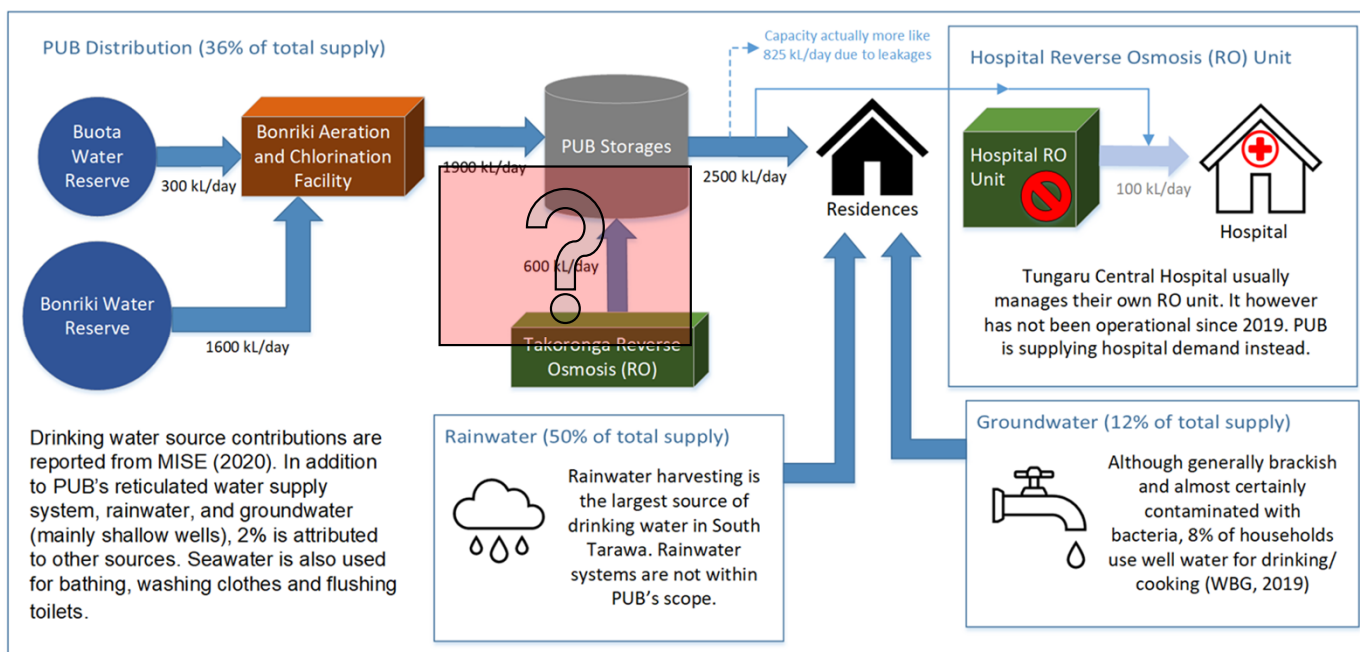 PUB Distribution (36% of total supply)
Buota
Water
Reserve
300 kL/day
Bonriki Aeration
and Chlorination
Facility
1900 kL/day
PUB Storages
2500 kL/day
Capacity actually more like
825 kL/day due to leakages
Residences
Bonriki Water
Reserve
1600 kL/day
?
600 kL/day
Takoronga Reverse
Osmosis (RO)
Hospital Reverse Osmosis (RO) Unit
Hospital RO
Unit
100 kL/day
Hospital
Tungaru Central Hospital usually
manages their own RO unit. It however
has not been operational since 2019. PUB
is supplying hospital demand instead.
Drinking water source contributions are
reported from MISE (2020). In addition
to PUB's reticulated water supply
system, rainwater, and groundwater
(mainly shallow wells), 2% is attributed
to other sources. Seawater is also used
for bathing, washing clothes and flushing
toilets.
Rainwater (50% of total supply)
Rainwater harvesting is
the largest source of
drinking water in South
Tarawa. Rainwater
systems are not within
PUB's scope.
Groundwater (12% of total supply)
Although generally brackish
and almost certainly
contaminated with
bacteria, 8% of households
use well water for drinking/
cooking (WBG, 2019)